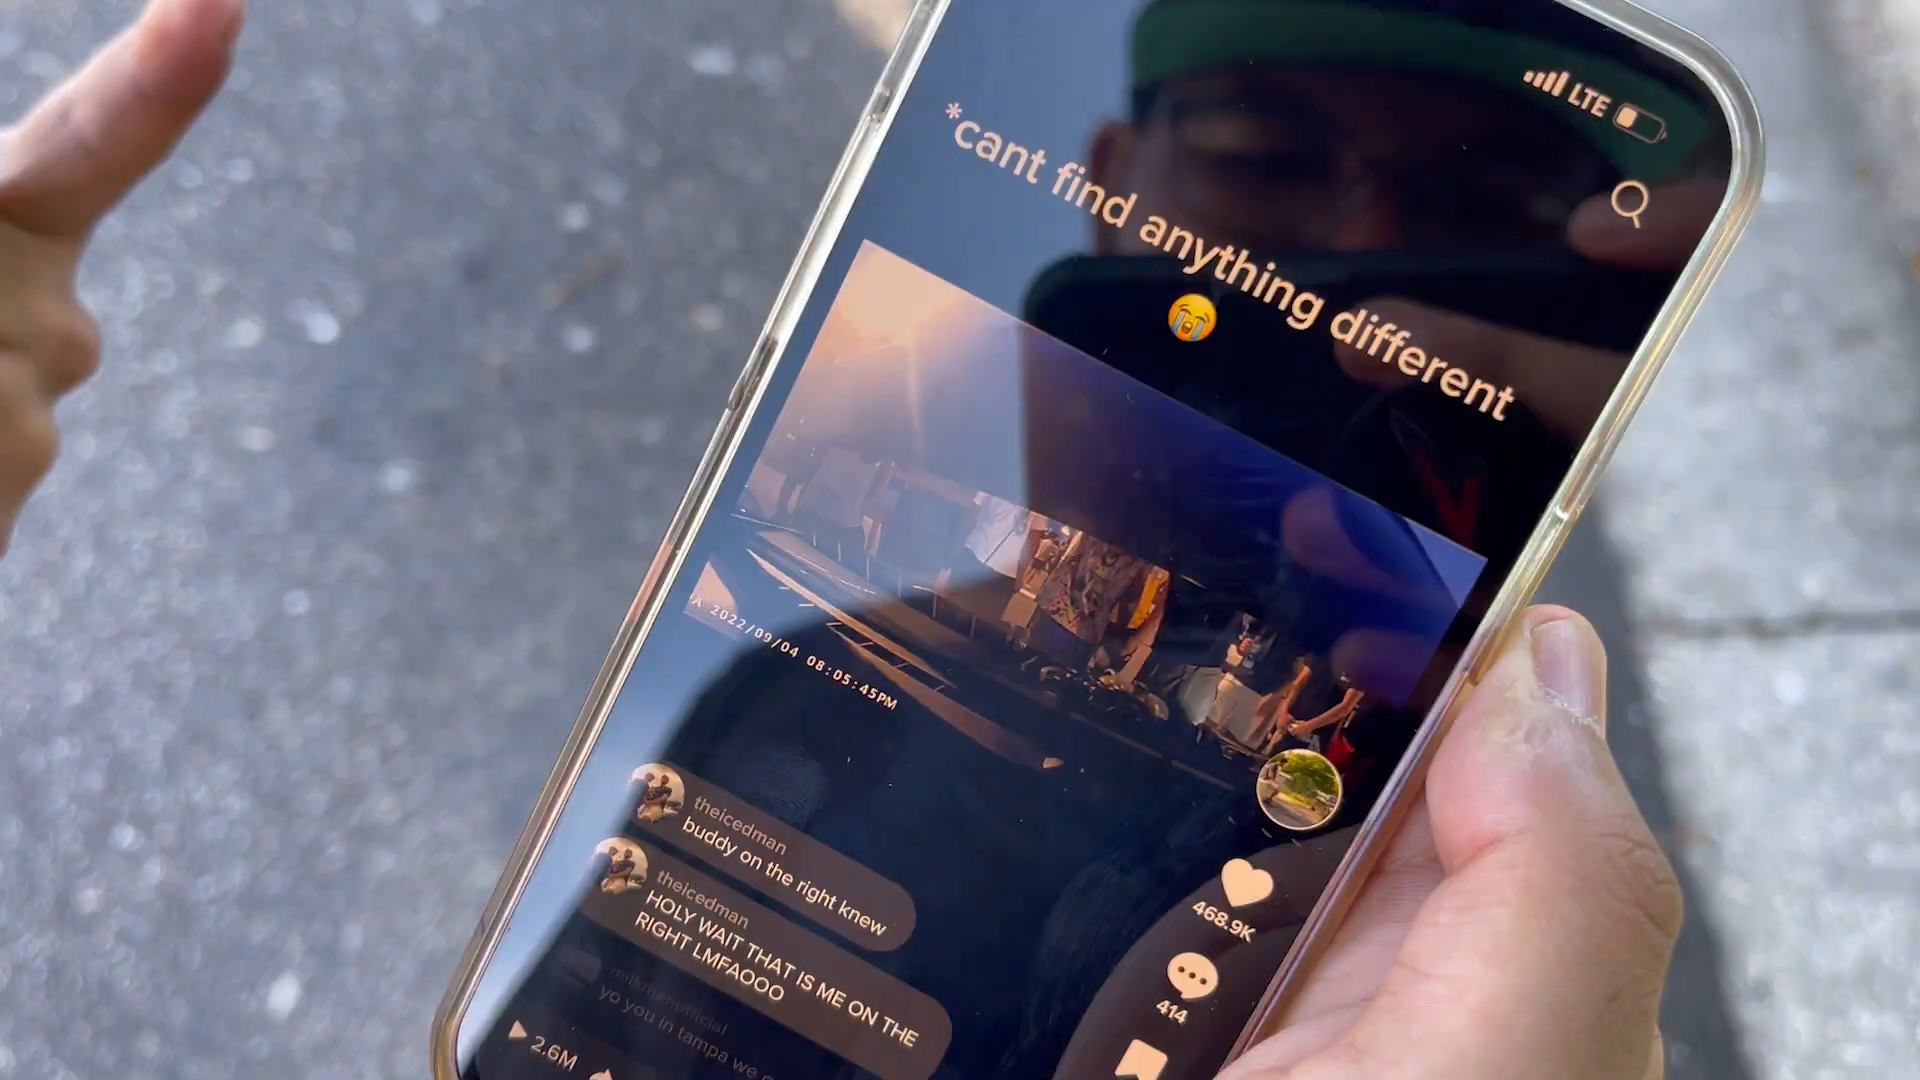 LTE
*cant find anything different
A 2022/09/04 08:05:45PM
theicedman
buddy on the right knew
theicedman
HOLY WAIT THAT IS ME ON THE
RIGHT LMFAOOO
yo you in tampa we
468.9K
414
2.6M